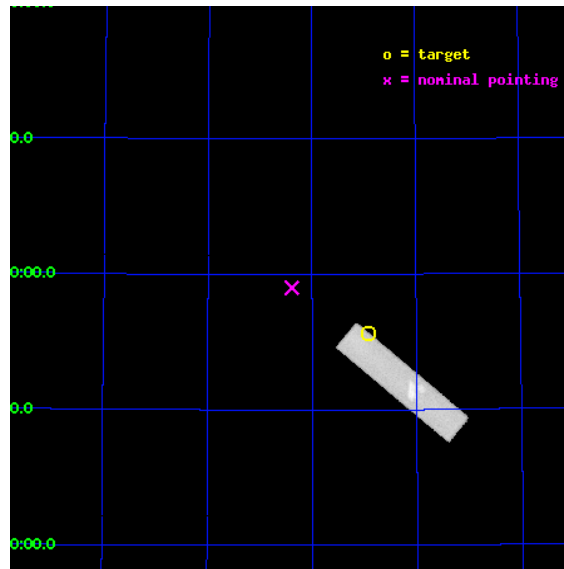 o = target
x = nominal pointing
0.0
0:00.0
0.0
0:00.0